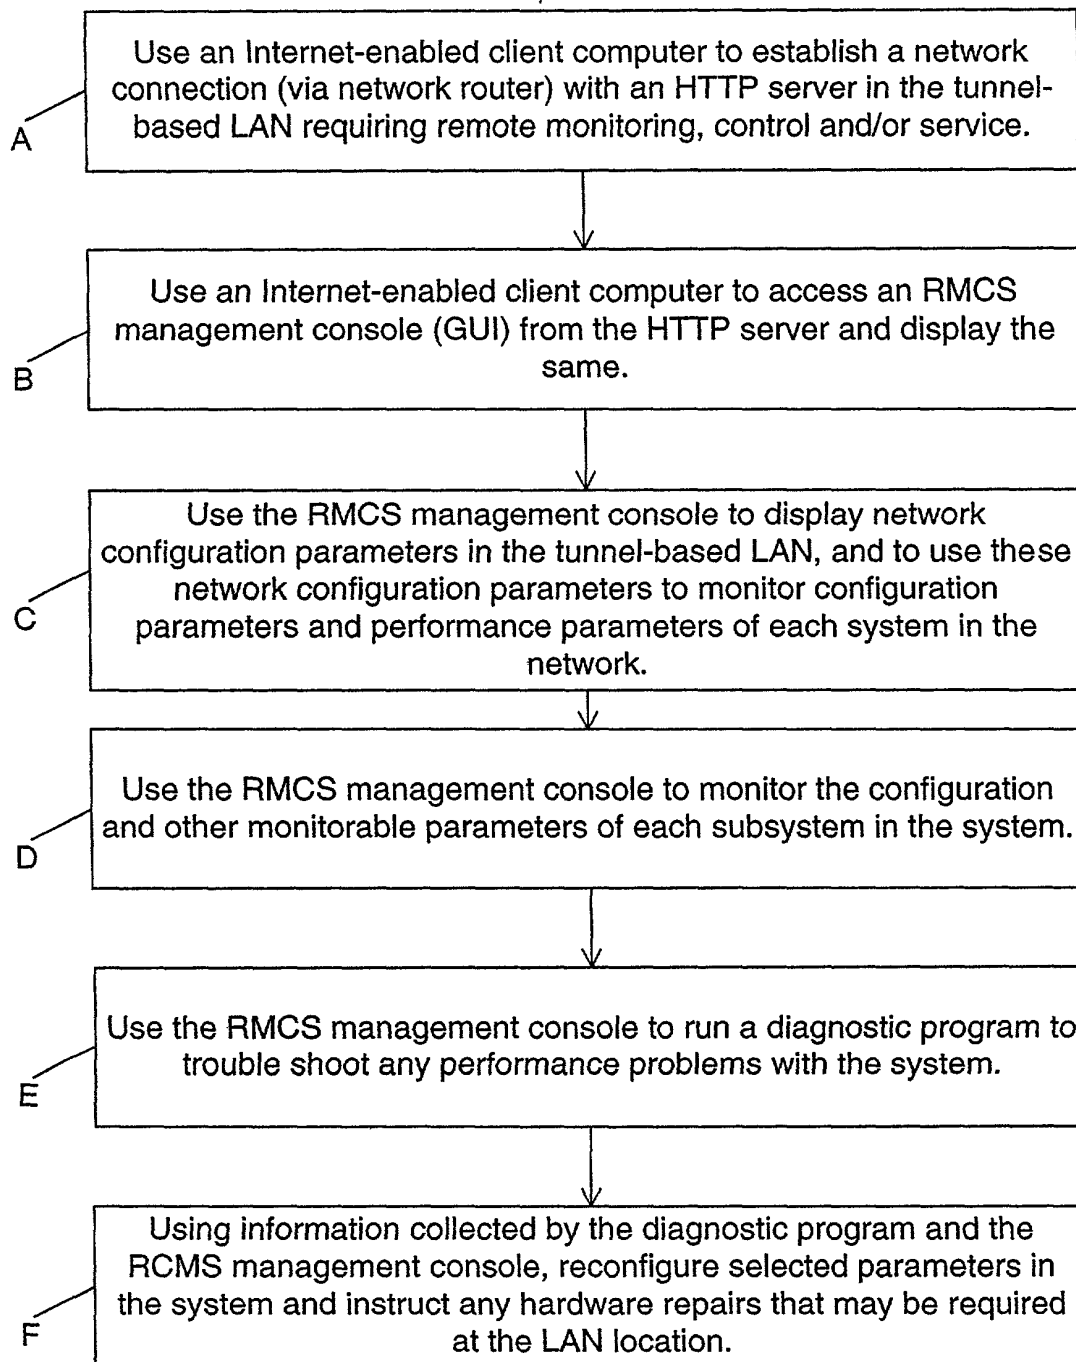 Use an Internet-enabled client computer to establish a network
connection (via network router) with an HTTP server in the tunnel-
based LAN requiring remote monitoring, control and/or service.
A
Use an Internet-enabled client computer to access an RMCS
management console (GUI) from the HTTP server and display the
same.
B
Use the RMCS management console to display network
configuration parameters in the tunnel-based LAN, and to use these
network configuration parameters to monitor configuration
parameters and performance parameters of each system in the
network.
C
Use the RMCS management console to monitor the configuration
and other monitorable parameters of each subsystem in the system.
D
Use the RMCS management console to run a diagnostic program to
trouble shoot any performance problems with the system.
E
Using information collected by the diagnostic program and the
RCMS management console, reconfigure selected parameters in
the system and instruct any hardware repairs that may be required
at the LAN location.
F